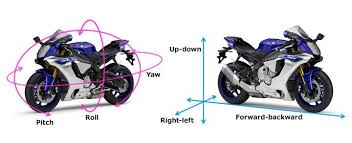 Pitch
Roll
Yaw
Up-down
Right-left
Forward-backward